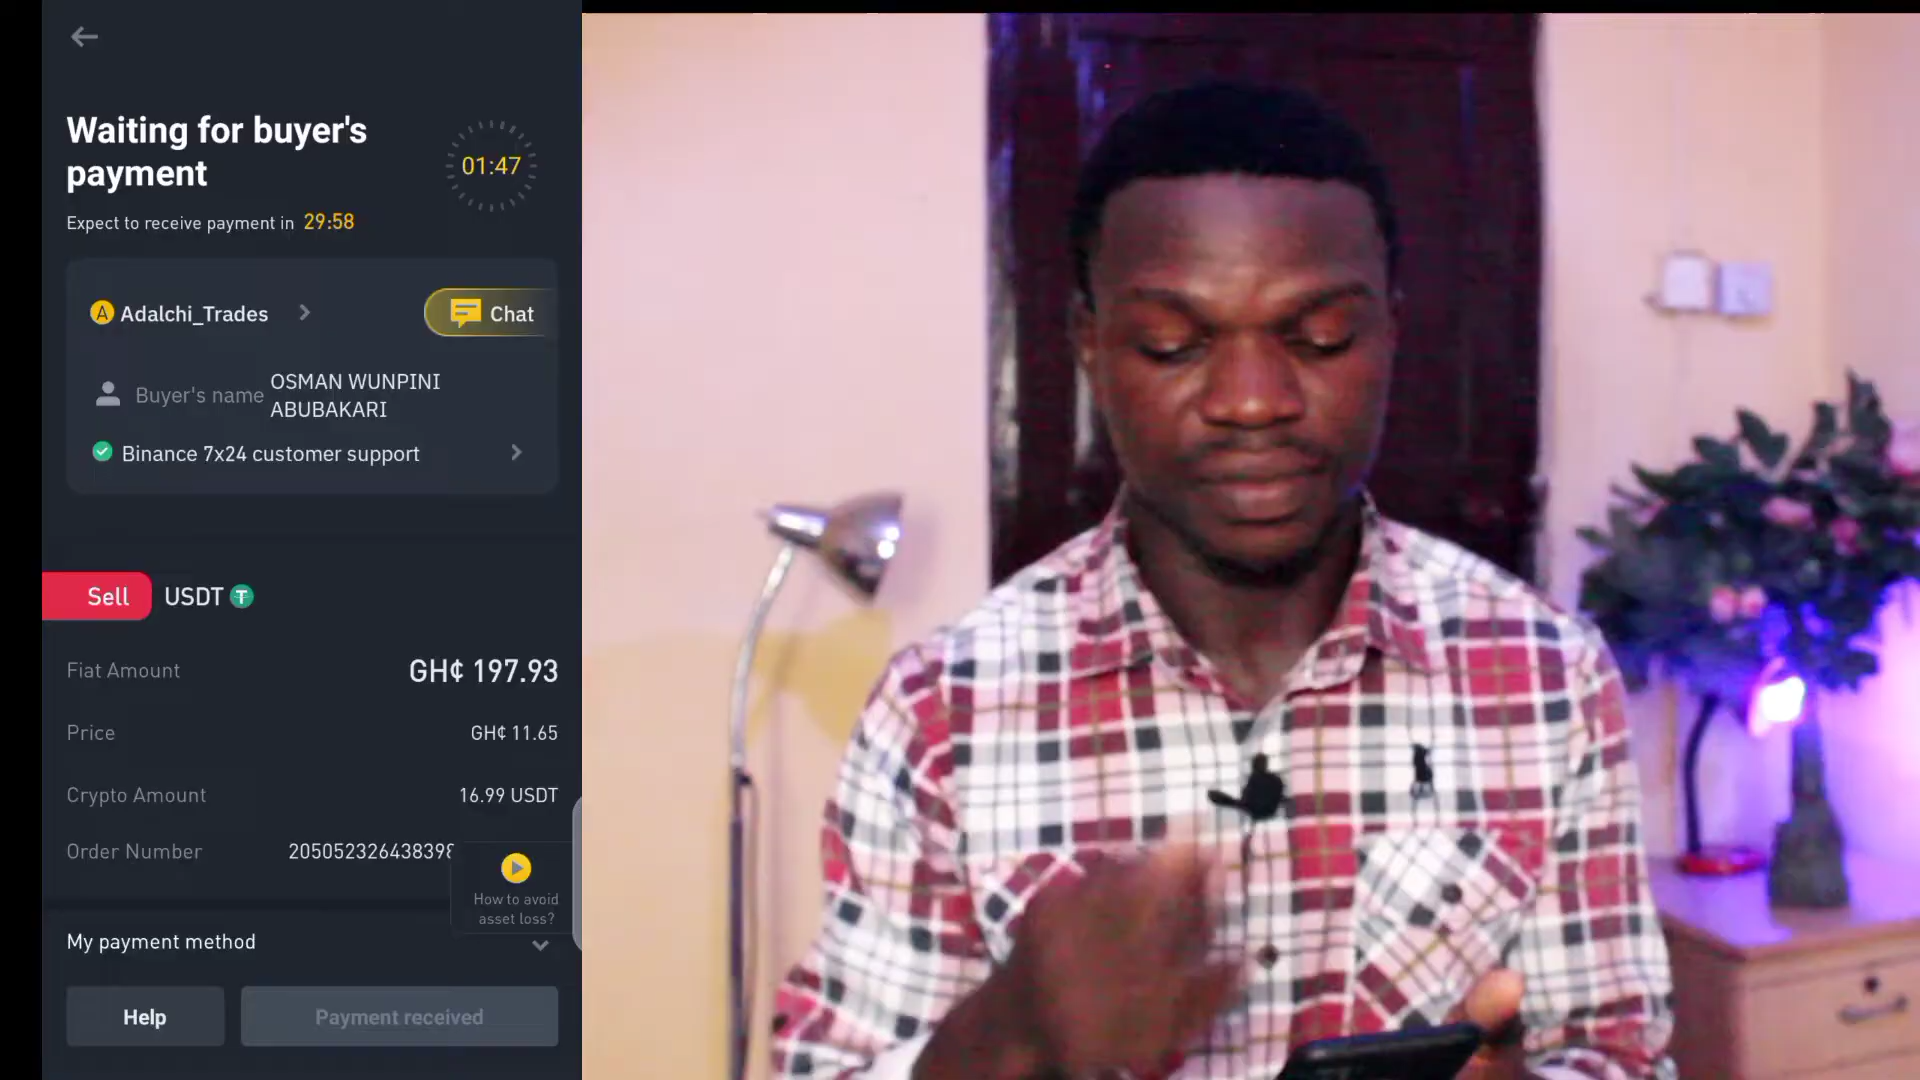 Waiting for buyer's
payment
01:47
Expect to receive payment in 29:58
A Adalchi_Trades
Chat
Buyer's name OSMAN WUNPINI
ABUBAKARI
Binance 7x24 customer support
Sell USDT
Fiat Amount GH¢ 197.93
Price GH¢ 11.65
Crypto Amount 16.99 USDT
Order Number 20505232643839
How to avoid
asset loss?
My payment method
Help
Payment received